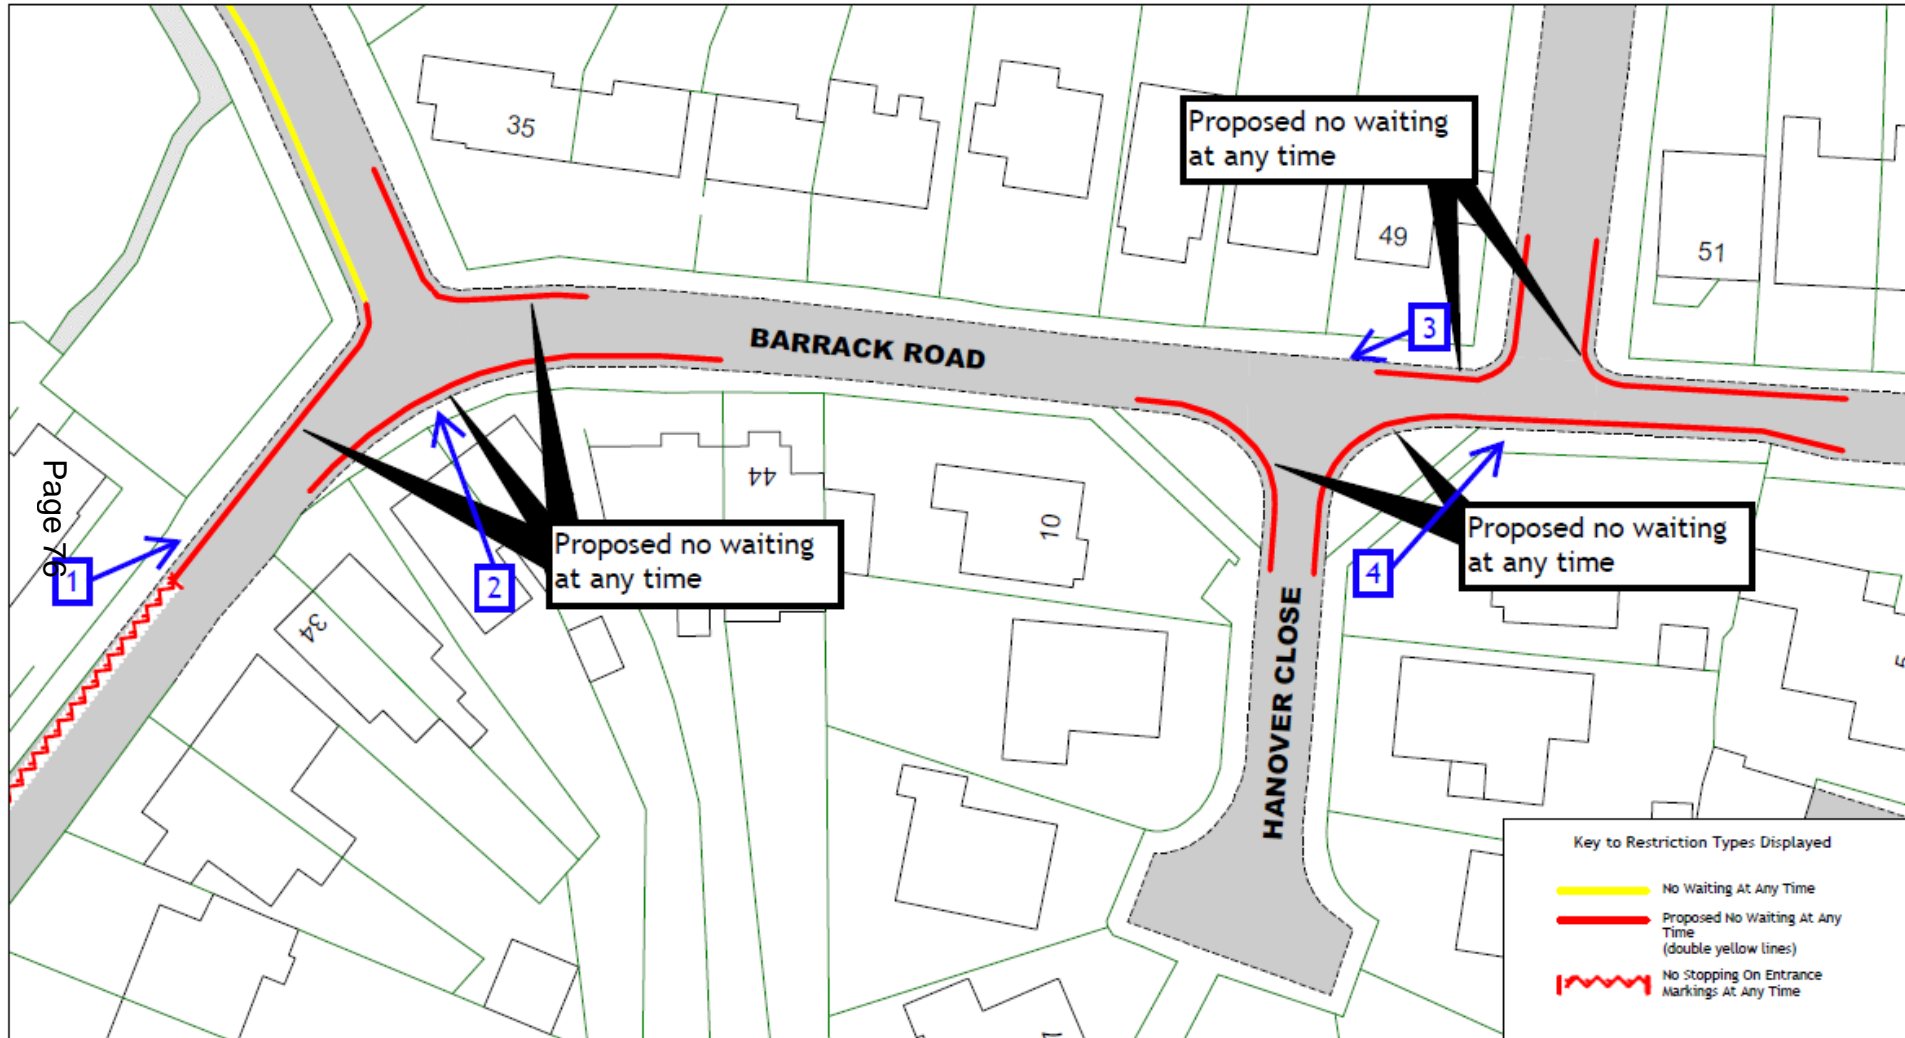 35
Proposed no waiting
at any time
49
51
3
BARRACK ROAD
Page 76
44
10
1
2
Proposed no waiting
at any time
4
Proposed no waiting
at any time
34
HANOVER CLOSE
Key to Restriction Types Displayed
No Waiting At Any Time
Proposed No Waiting At Any
Time
(double yellow lines)
No Stopping On Entrance
Markings At Any Time